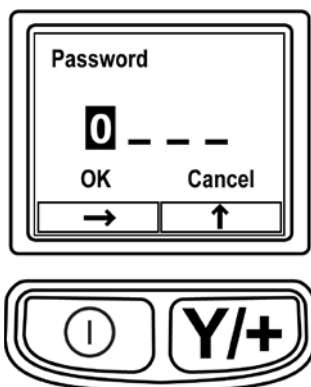 Password
0 _ _ _
OK Cancel
→ ↑
Y/+